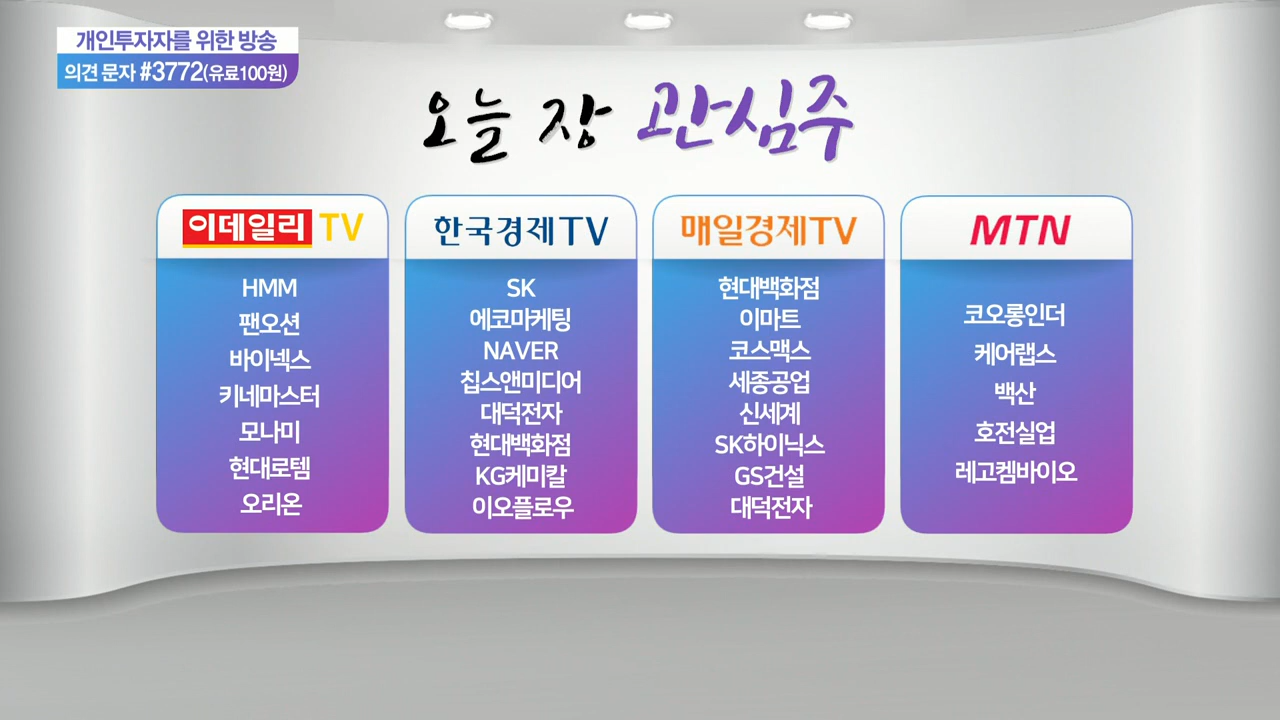 개인투자자를 위한 방송
의견 문자 #3772(유료100원)
오늘 장 관심주
이데일리 TV
HMM
팬오션
바이넥스
키네마스터
모나미
현대로템
오리온
한국경제TV
SK
에코마케팅
NAVER
칩스앤미디어
대덕전자
현대백화점
KG케미칼
이오플로우
매일경제TV
현대백화점
이마트
코스맥스
세종공업
신세계
SK하이닉스
GS건설
대덕전자
MTN
코오롱인더
케어랩스
백산
호전실업
레고켐바이오